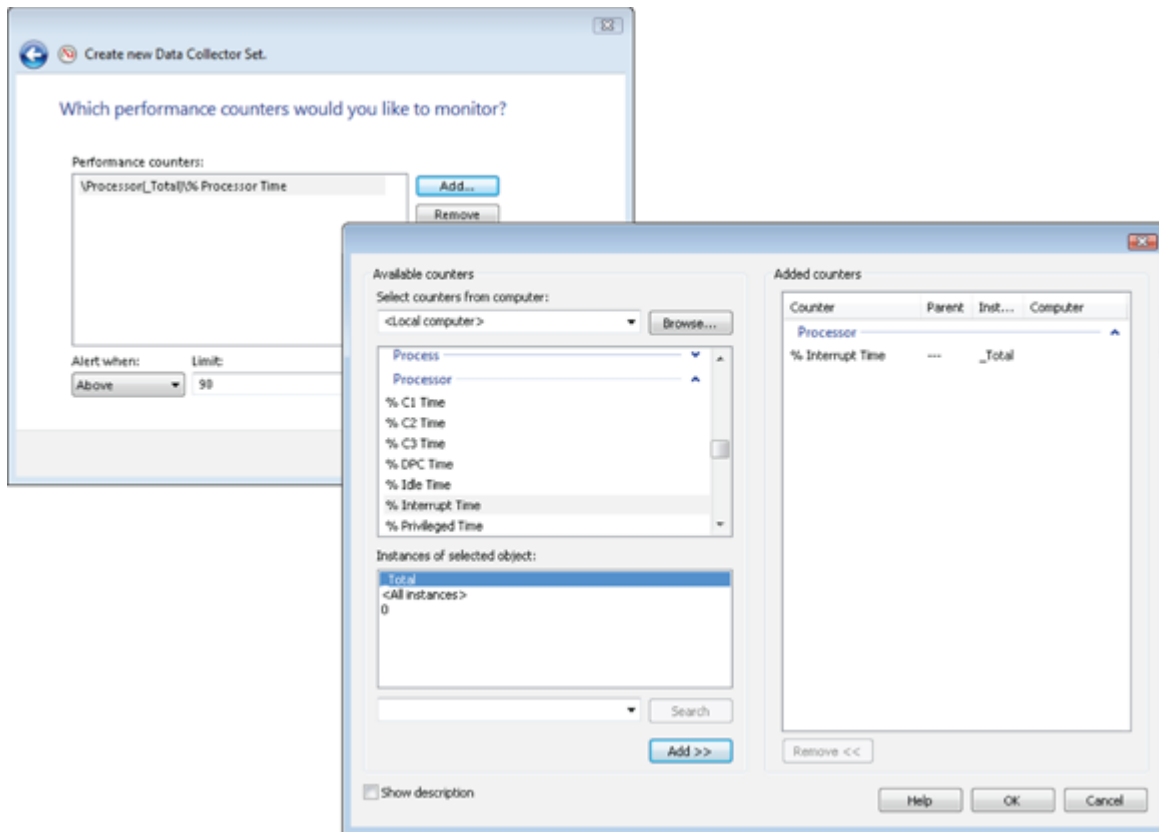 Create new Data Collector Set.
Which performance counters would you like to monitor?
Performance counters:
\Processor(_Total)\% Processor Time
Add...
Remove
Alert when:
Limit:
Above
90
Available counters
Select counters from computer:
<Local computer>
Browse...
Process
Processor
% C1 Time
% C2 Time
% C3 Time
% DPC Time
% Idle Time
% Interrupt Time
% Privileged Time
Instances of selected object:
_Total
<All instances>
0
Search
Add >>
Show description
Added counters
Counter Parent Inst... Computer
Processor
% Interrupt Time --- _Total
Remove <<
Help
OK
Cancel